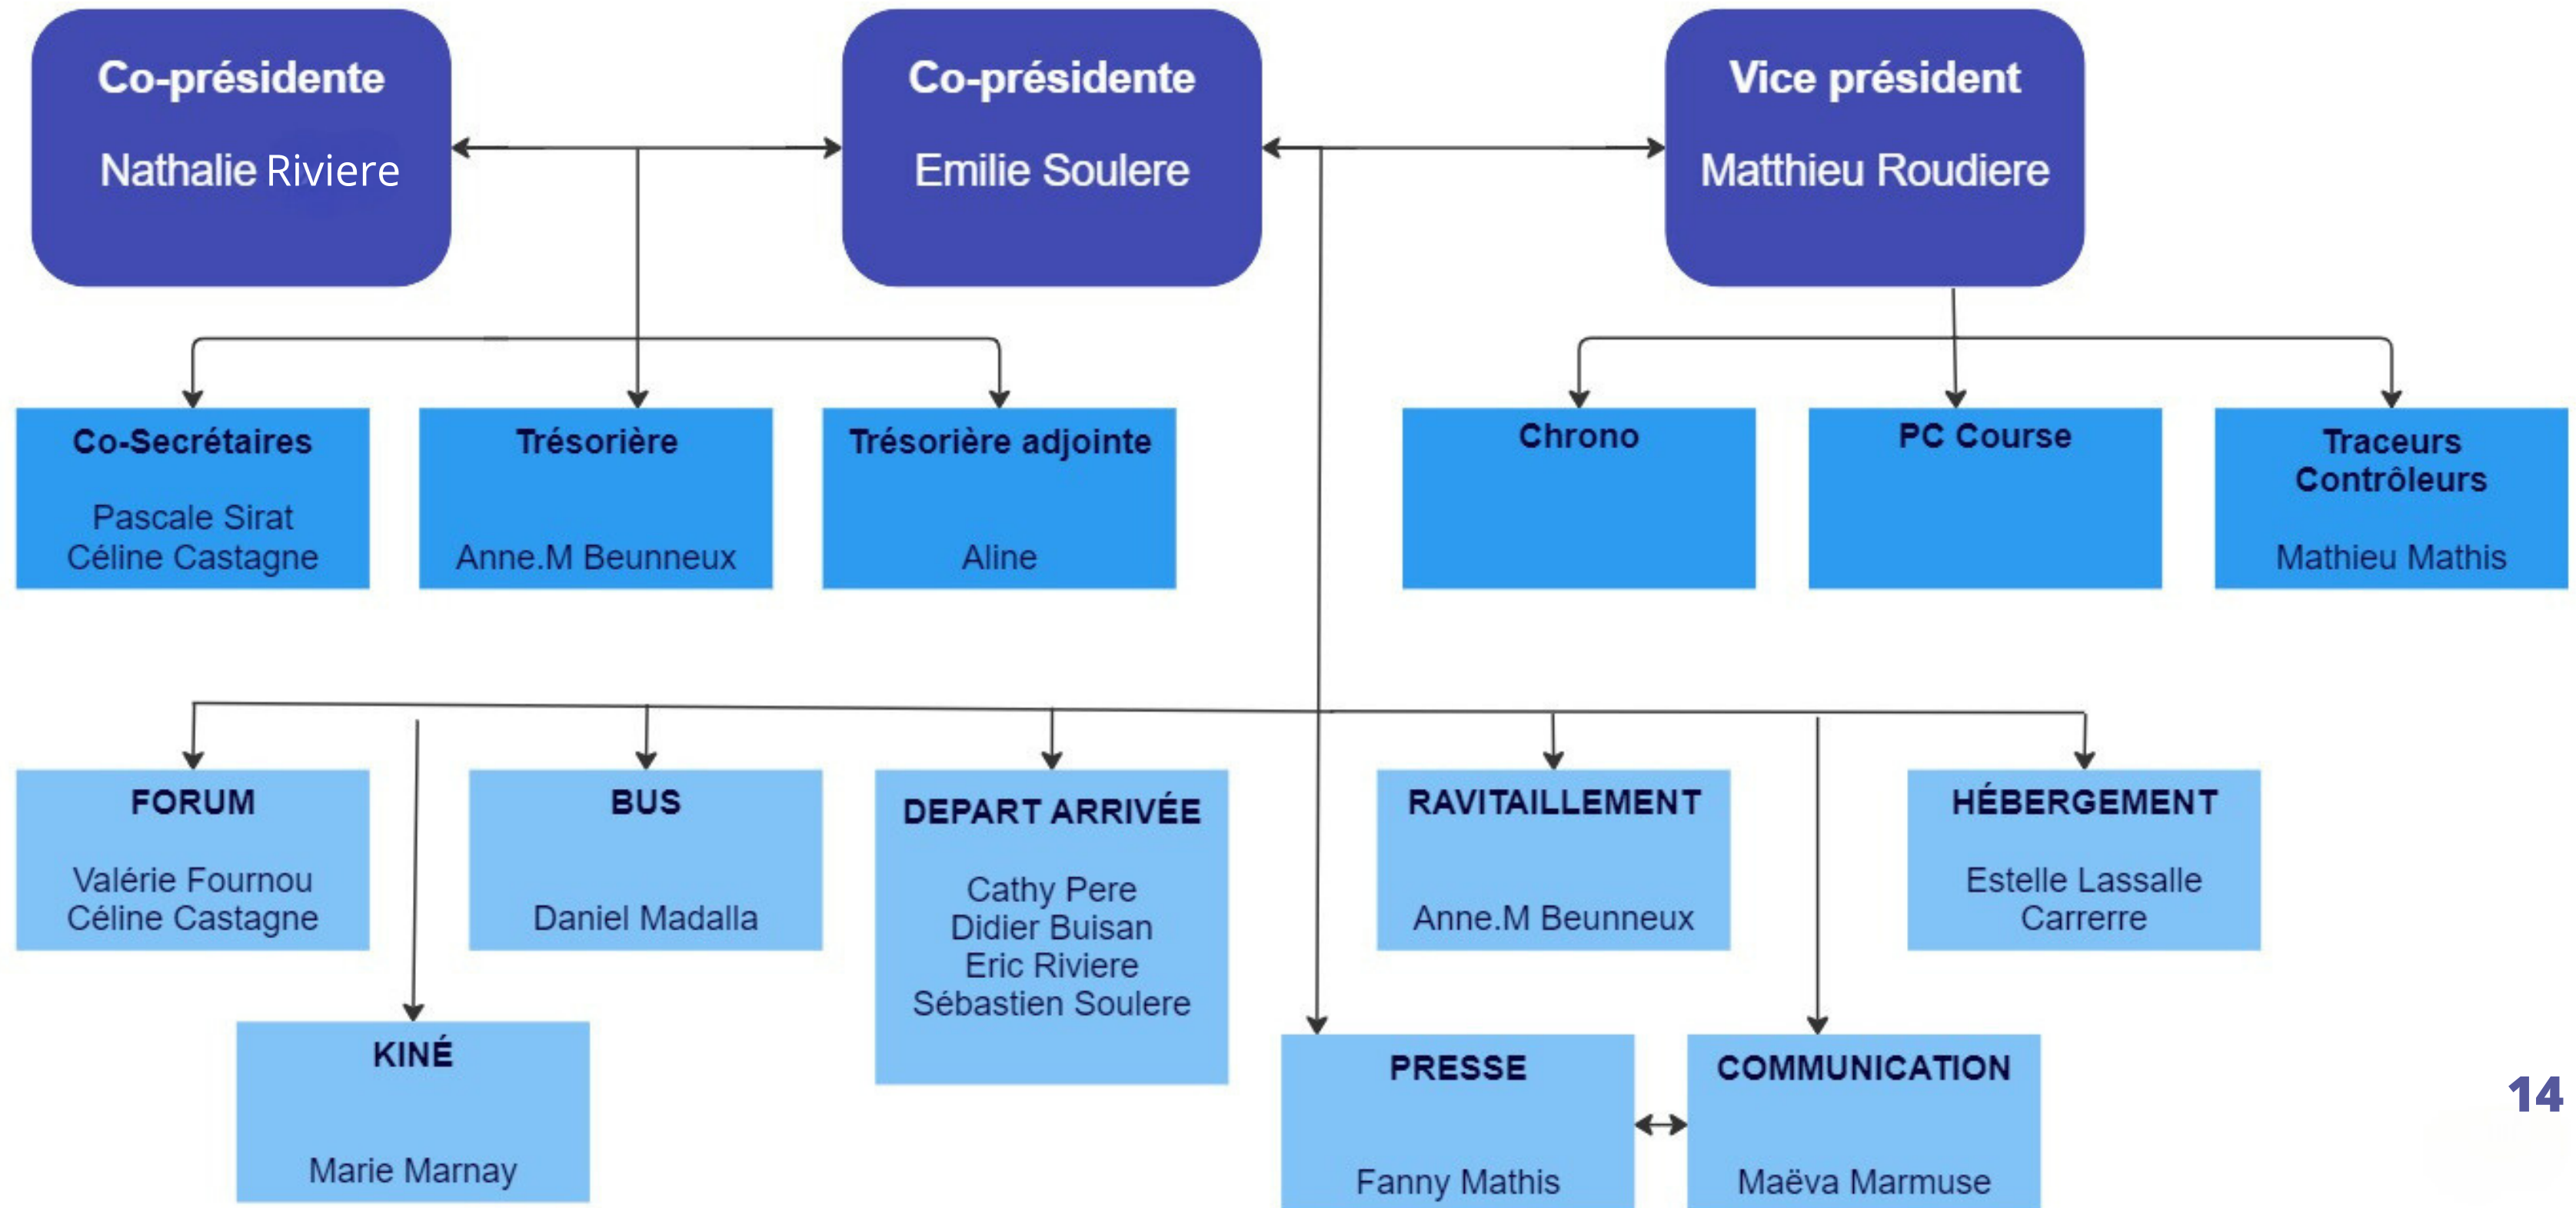 Co-présidente
Nathalie Riviere
Co-présidente
Emilie Soulere
Vice président
Matthieu Roudiere
Co-Secrétaires
Pascale Sirat
Céline Castagne
Trésorière
Anne.M Beunneux
Trésorière adjointe
Aline
Chrono
PC Course
Traceurs
Contrôleurs
Mathieu Mathis
FORUM
Valérie Fournou
Céline Castagne
BUS
Daniel Madalla
DEPART ARRIVÉE
Cathy Pere
Didier Buisan
Eric Riviere
Sébastien Soulere
RAVITAILLEMENT
Anne.M Beunneux
HÉBERGEMENT
Estelle Lassalle
Carrerre
KINÉ
Marie Marnay
PRESSE
Fanny Mathis
COMMUNICATION
Maëva Marmuse
14